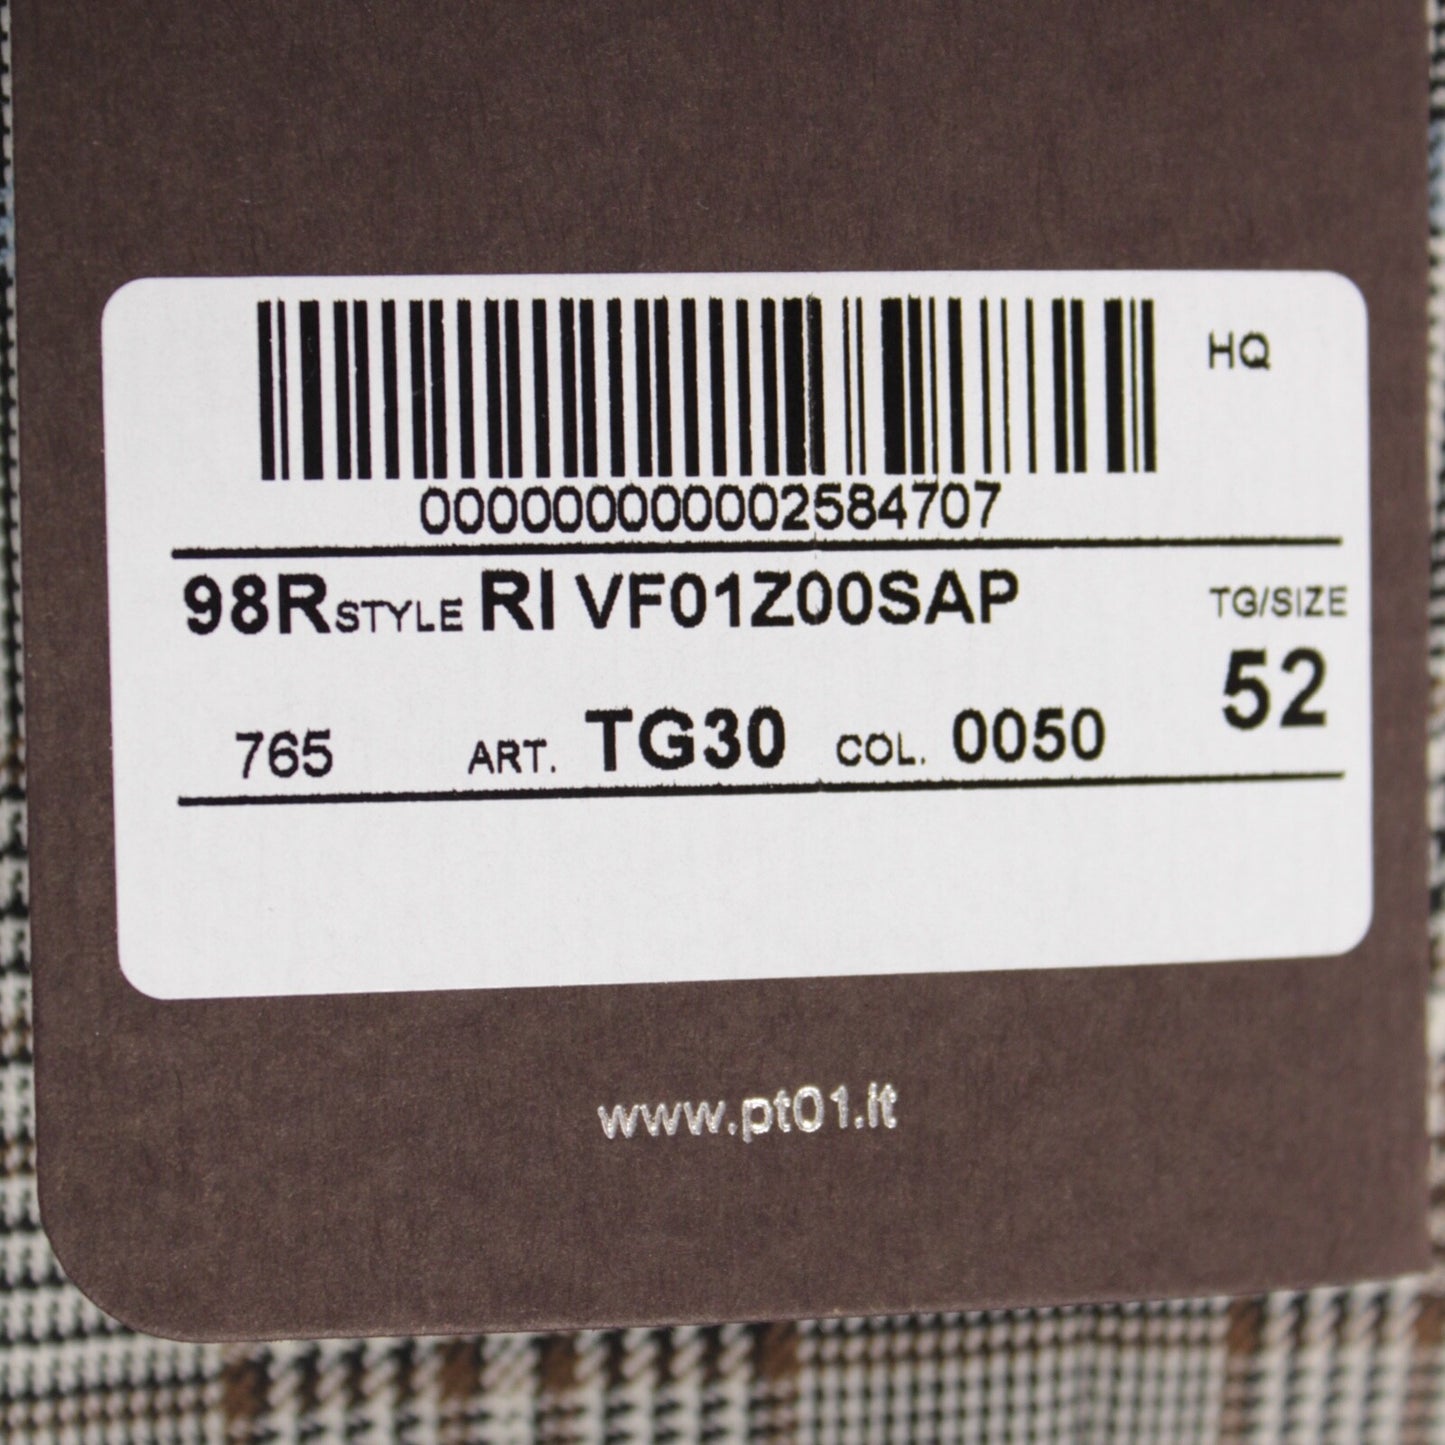 HQ
000000000002584707
98R STYLE RI VF01Z00SAP TG/SIZE
52
765 ART. TG30 COL. 0050
www.pt01.it